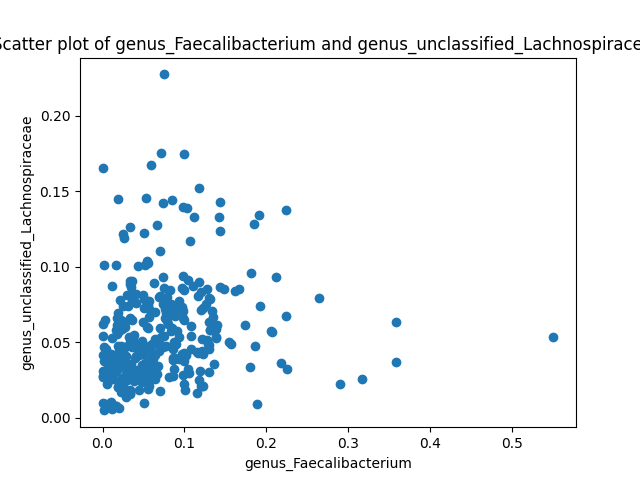 Scatter plot of genus_Faecalibacterium and genus_unclassified_Lachnospiraceae
0.20
0.15
0.10
0.05
0.00
genus_unclassified_Lachnospiraceae
0.0 0.1 0.2 0.3 0.4 0.5
genus_Faecalibacterium